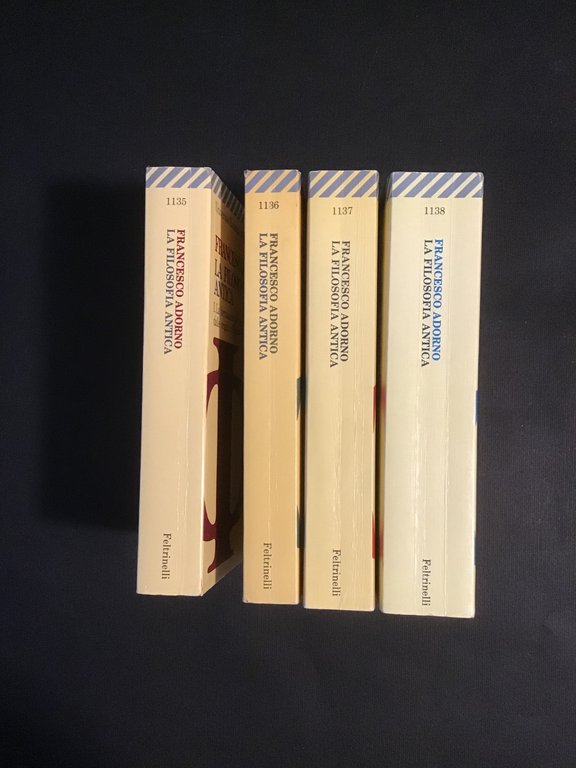 1135
FRANCESCO ADORNO
LA FILOSOFIA ANTICA
Feltrinelli
1136
FRANCESCO ADORNO
LA FILOSOFIA ANTICA
Feltrinelli
1137
FRANCESCO ADORNO
LA FILOSOFIA ANTICA
Feltrinelli
1138
FRANCESCO ADORNO
LA FILOSOFIA ANTICA
Feltrinelli
ANTICA